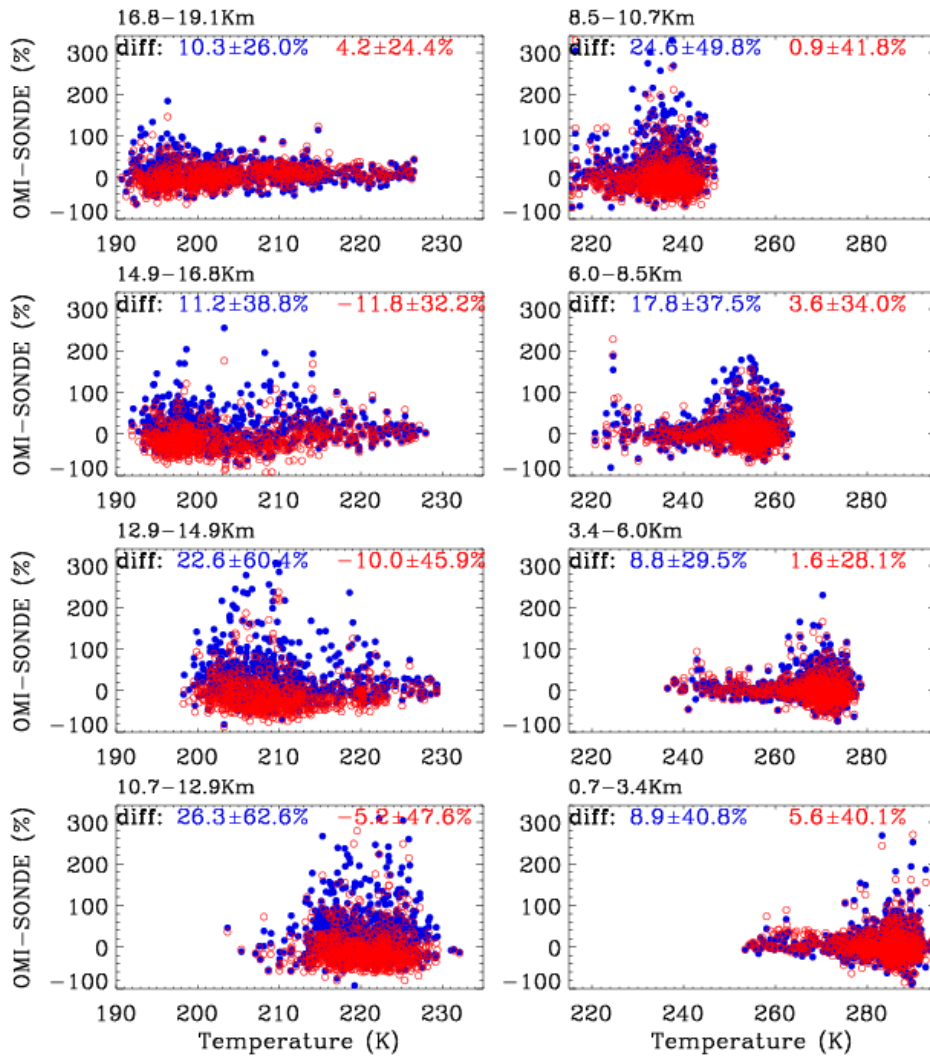 16.8−19.1Km
diff: 10.3±26.0% 4.2±24.4%
OMI−SONDE (%)
300
200
100
0
−100
190 200 210 220 230
8.5−10.7Km
diff: 24.6±49.8% 0.9±41.8%
300
200
100
0
−100
220 240 260 280
14.9−16.8Km
diff: 11.2±38.8% −11.8±32.2%
OMI−SONDE (%)
300
200
100
0
−100
190 200 210 220 230
6.0−8.5Km
diff: 17.8±37.5% 3.6±34.0%
300
200
100
0
−100
220 240 260 280
12.9−14.9Km
diff: 22.6±60.4% −10.0±45.9%
OMI−SONDE (%)
300
200
100
0
−100
190 200 210 220 230
3.4−6.0Km
diff: 8.8±29.5% 1.6±28.1%
300
200
100
0
−100
220 240 260 280
10.7−12.9Km
diff: 26.3±62.6% −5.2±47.6%
OMI−SONDE (%)
300
200
100
0
−100
190 200 210 220 230
Temperature (K)
0.7−3.4Km
diff: 8.9±40.8% 5.6±40.1%
300
200
100
0
−100
220 240 260 280
Temperature (K)